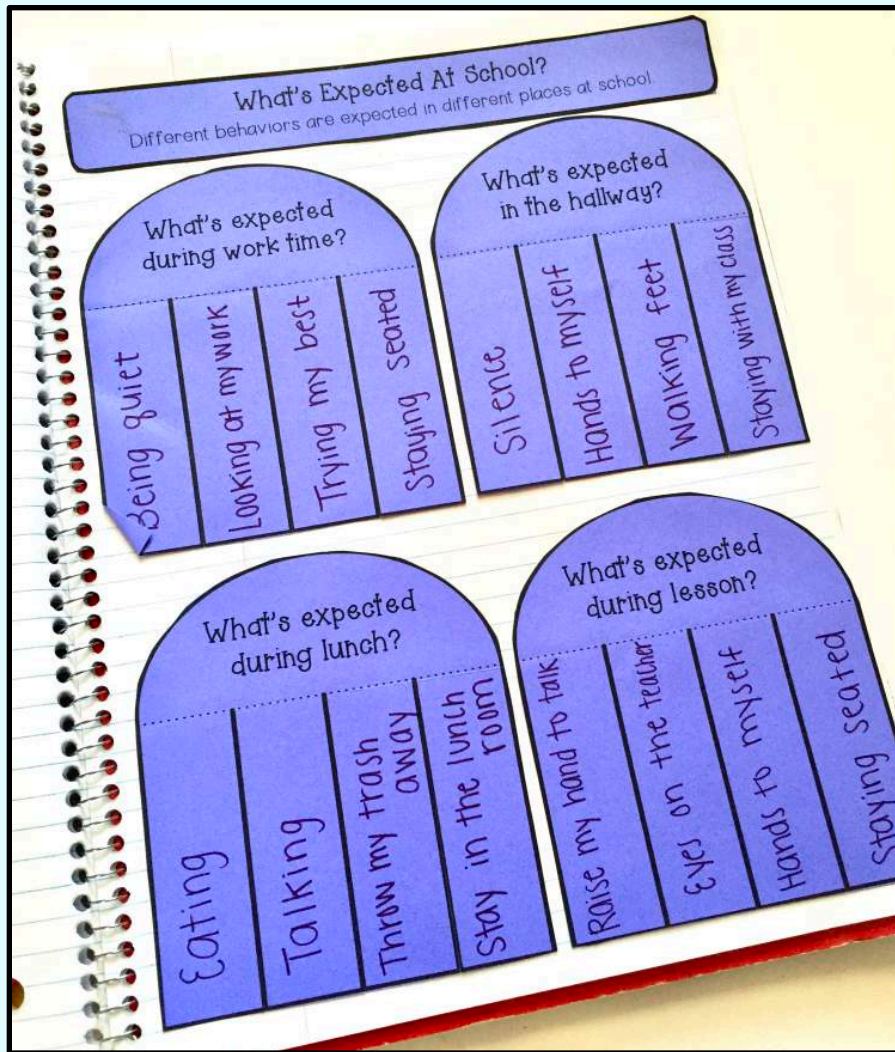 What's Expected At School?
Different behaviors are expected in different places at school
What's expected
during work time?
Being quiet
Looking at my work
Trying my best
Staying seated
What's expected
in the hallway?
Silence
Hands to myself
Walking feet
Staying with my class
What's expected
during lunch?
Eating
Talking
Throw my trash
away
Stay in the lunch
room
What's expected
during lesson?
Raise my hand to talk
Eyes on the teacher
Hands to myself
Staying seated